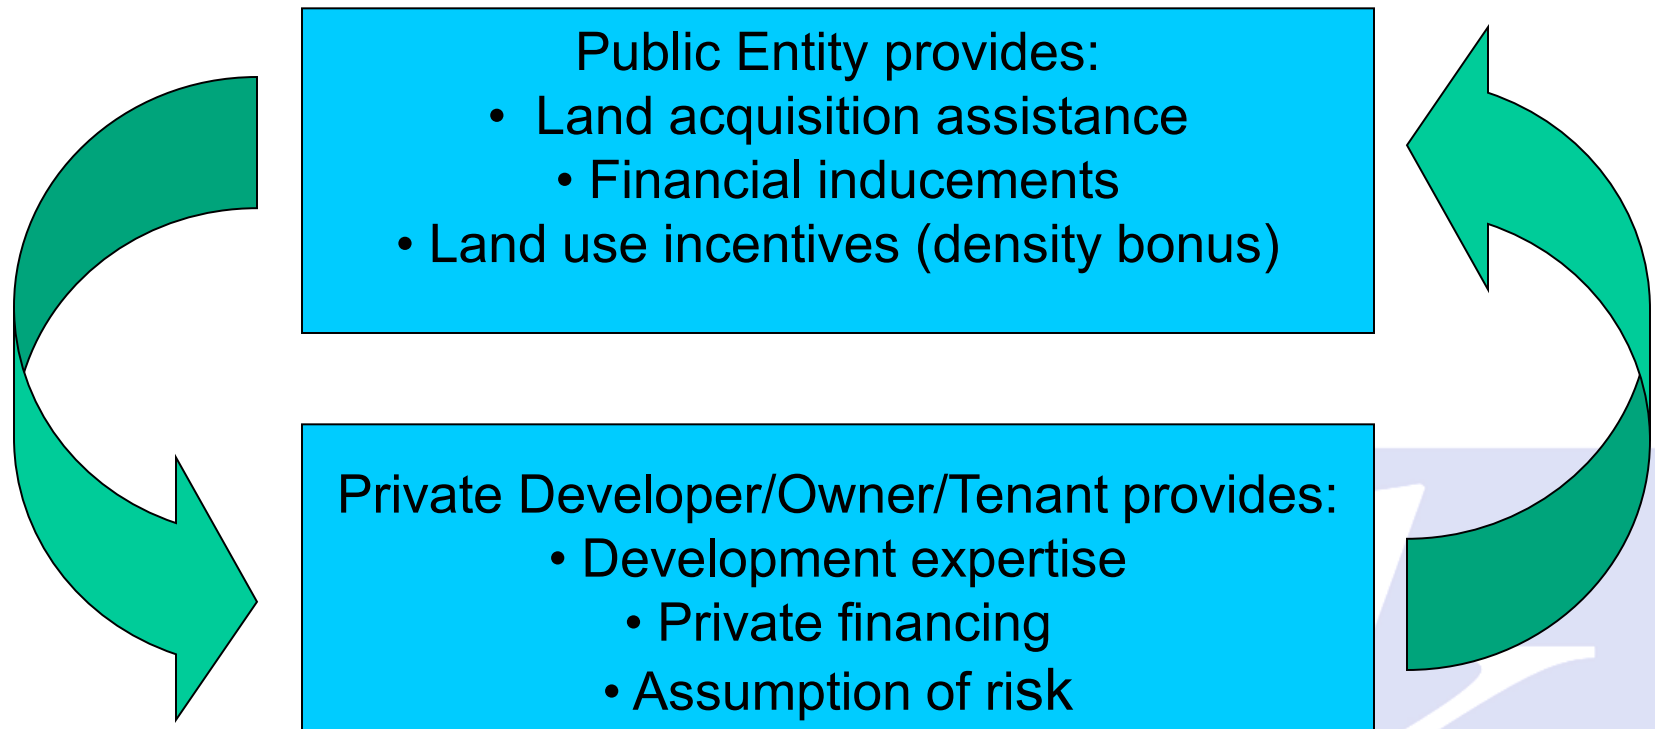 Public Entity provides:
• Land acquisition assistance
• Financial inducements
• Land use incentives (density bonus)
Private Developer/Owner/Tenant provides:
• Development expertise
• Private financing
• Assumption of risk